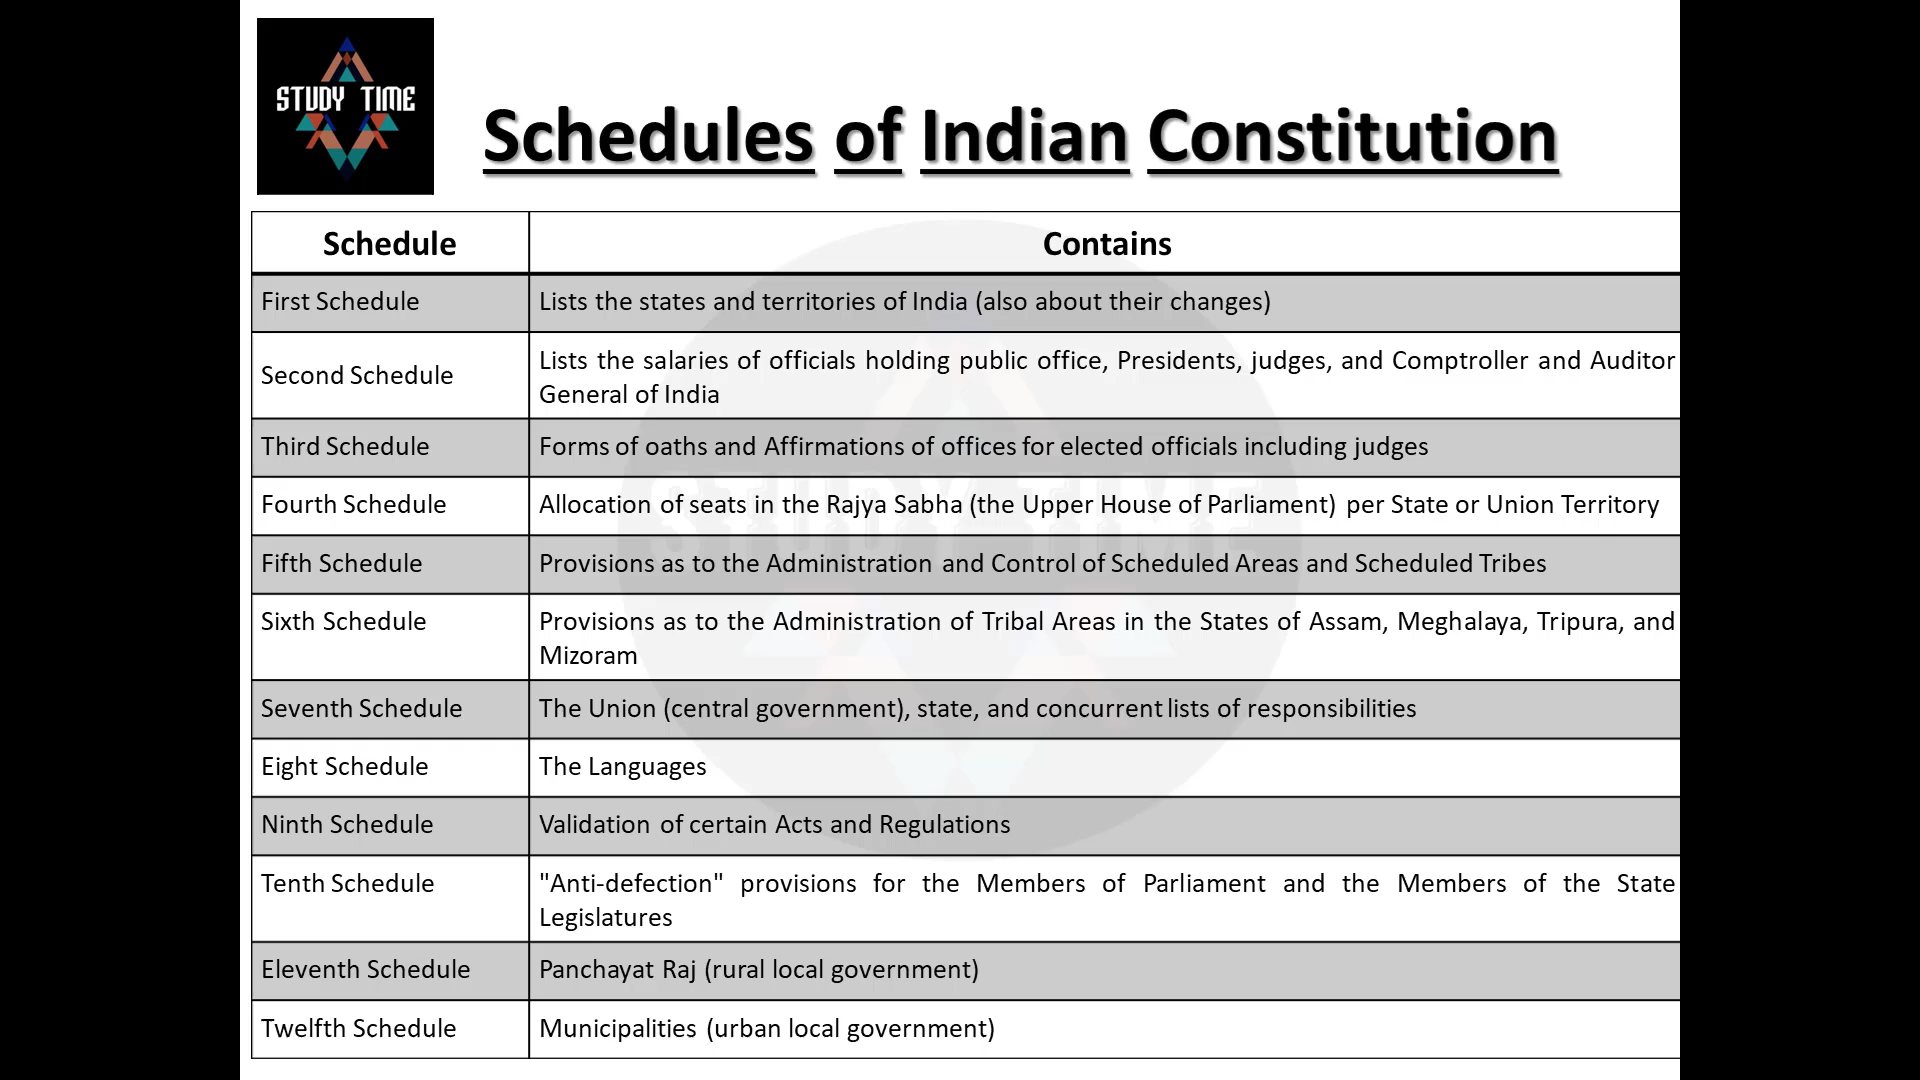 STUDY TIME
Schedules of Indian Constitution
Schedule Contains
First Schedule Lists the states and territories of India (also about their changes)
Second Schedule Lists the salaries of officials holding public office, Presidents, judges, and Comptroller and Auditor
General of India
Third Schedule Forms of oaths and Affirmations of offices for elected officials including judges
Fourth Schedule Allocation of seats in the Rajya Sabha (the Upper House of Parliament) per State or Union Territory
Fifth Schedule Provisions as to the Administration and Control of Scheduled Areas and Scheduled Tribes
Sixth Schedule Provisions as to the Administration of Tribal Areas in the States of Assam, Meghalaya, Tripura, and
Mizoram
Seventh Schedule The Union (central government), state, and concurrent lists of responsibilities
Eight Schedule The Languages
Ninth Schedule Validation of certain Acts and Regulations
Tenth Schedule "Anti-defection" provisions for the Members of Parliament and the Members of the State
Legislatures
Eleventh Schedule Panchayat Raj (rural local government)
Twelfth Schedule Municipalities (urban local government)
STUDY TIME